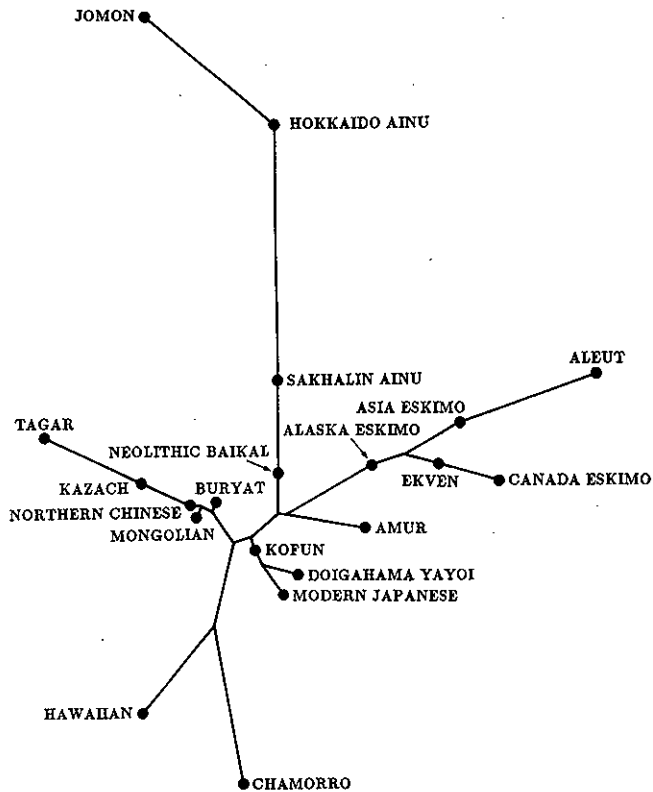 JOMON
HOKKAIDO AINU
SAKHALIN AINU
ALEUT
ASIA ESKIMO
TAGAR
ALASKA ESKIMO
NEOLITHIC BAIKAL
EKVEN
CANADA ESKIMO
KAZACH
BURYAT
NORTHERN CHINESE
MONGOLIAN
AMUR
KOFUN
DOIGAHAMA YAYOI
MODERN JAPANESE
HAWAIIAN
CHAMORRO